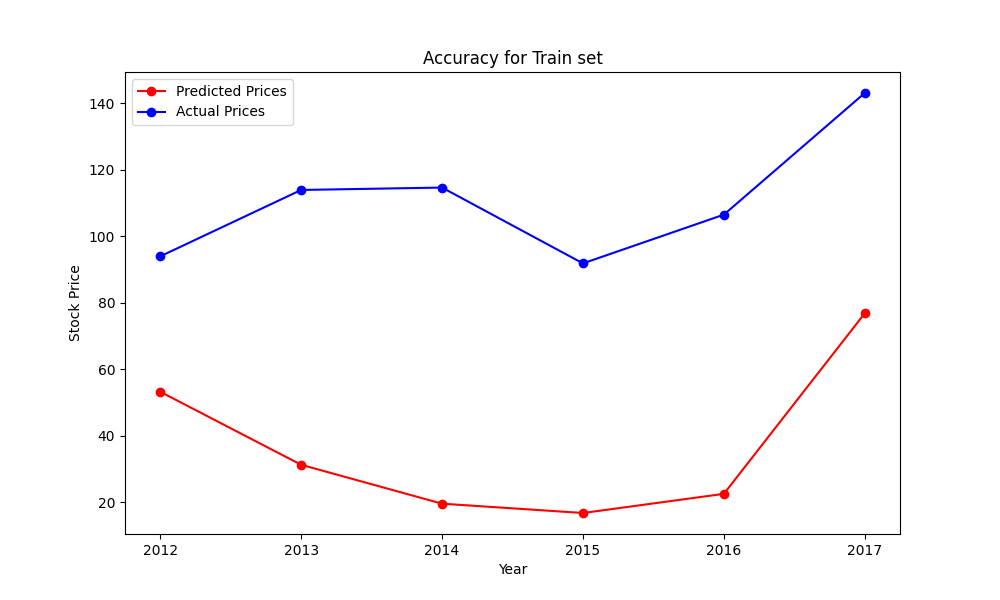 Accuracy for Train set
Predicted Prices
Actual Prices
140
120
100
80
60
40
20
Stock Price
2012 2013 2014 2015 2016 2017
Year